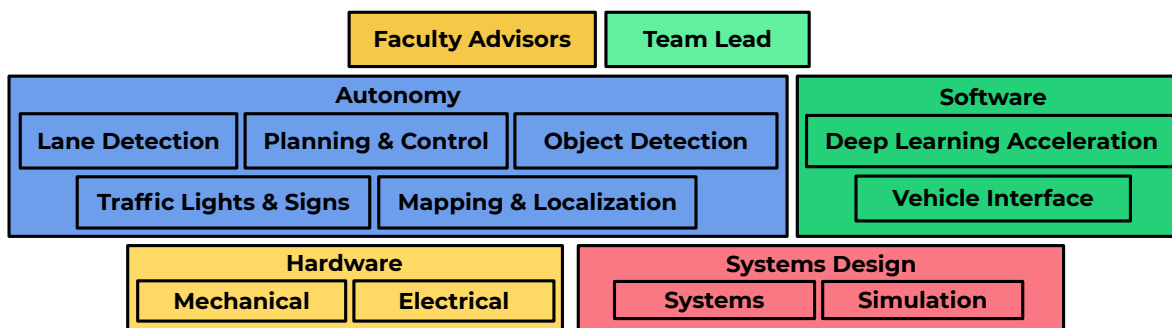 Faculty Advisors
Team Lead
Autonomy
Lane Detection
Planning & Control
Object Detection
Traffic Lights & Signs
Mapping & Localization
Software
Deep Learning Acceleration
Vehicle Interface
Hardware
Mechanical
Electrical
Systems Design
Systems
Simulation